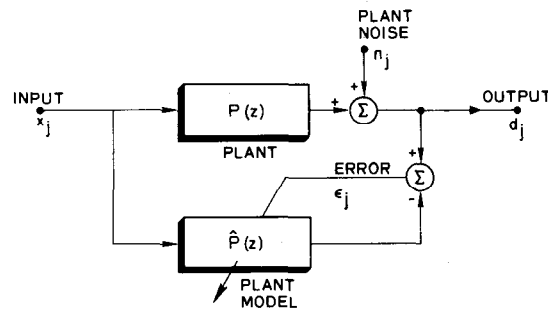 PLANT
NOISE
n_j
INPUT
x_j
P(z)
PLANT
+
+
Σ
OUTPUT
d_j
+
Σ
-
ERROR
ϵ_j
P̂(z)
PLANT
MODEL